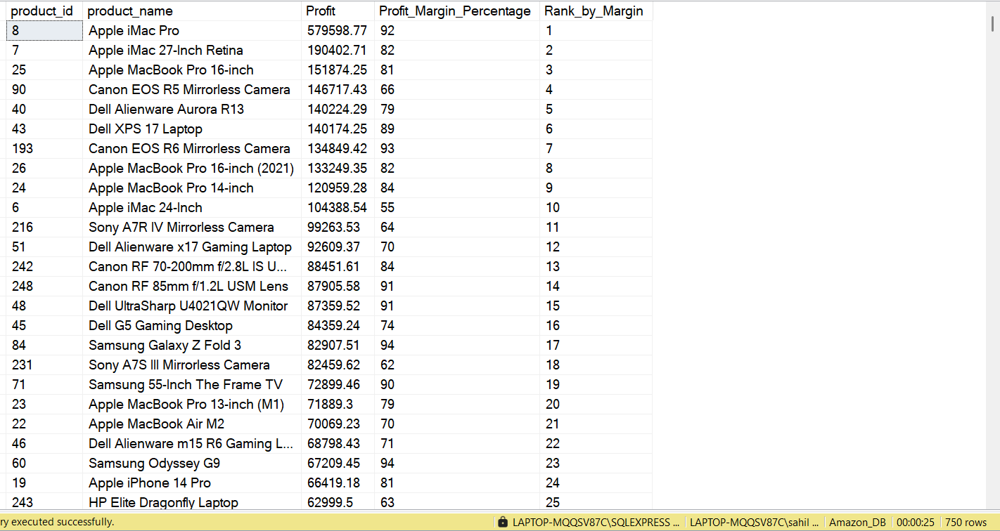 product_id product_name Profit Profit_Margin_Percentage Rank_by_Margin
8 Apple iMac Pro 579598.77 92 1
7 Apple iMac 27-Inch Retina 190402.71 82 2
25 Apple MacBook Pro 16-inch 151874.25 81 3
90 Canon EOS R5 Mirrorless Camera 146717.43 66 4
40 Dell Alienware Aurora R13 140224.29 79 5
43 Dell XPS 17 Laptop 140174.25 89 6
193 Canon EOS R6 Mirrorless Camera 134849.42 93 7
26 Apple MacBook Pro 16-inch (2021) 133249.35 82 8
24 Apple MacBook Pro 14-inch 120959.28 84 9
6 Apple iMac 24-Inch 104388.54 55 10
216 Sony A7R IV Mirrorless Camera 99263.53 64 11
51 Dell Alienware x17 Gaming Laptop 92609.37 70 12
242 Canon RF 70-200mm f/2.8L IS U... 88451.61 84 13
248 Canon RF 85mm f/1.2L USM Lens 87905.58 91 14
48 Dell UltraSharp U4021QW Monitor 87359.52 91 15
45 Dell G5 Gaming Desktop 84359.24 74 16
84 Samsung Galaxy Z Fold 3 82907.51 94 17
231 Sony A7S III Mirrorless Camera 82459.62 62 18
71 Samsung 55-Inch The Frame TV 72899.46 90 19
23 Apple MacBook Pro 13-inch (M1) 71889.3 79 20
22 Apple MacBook Air M2 70069.23 70 21
46 Dell Alienware m15 R6 Gaming L... 68798.43 71 22
60 Samsung Odyssey G9 67209.45 94 23
19 Apple iPhone 14 Pro 66419.18 81 24
243 HP Elite Dragonfly Laptop 62999.5 63 25
ry executed successfully. LAPTOP-MQQSV87C\SQLEXPRESS ... LAPTOP-MQQSV87C\sahil ... Amazon_DB 00:00:25 750 rows